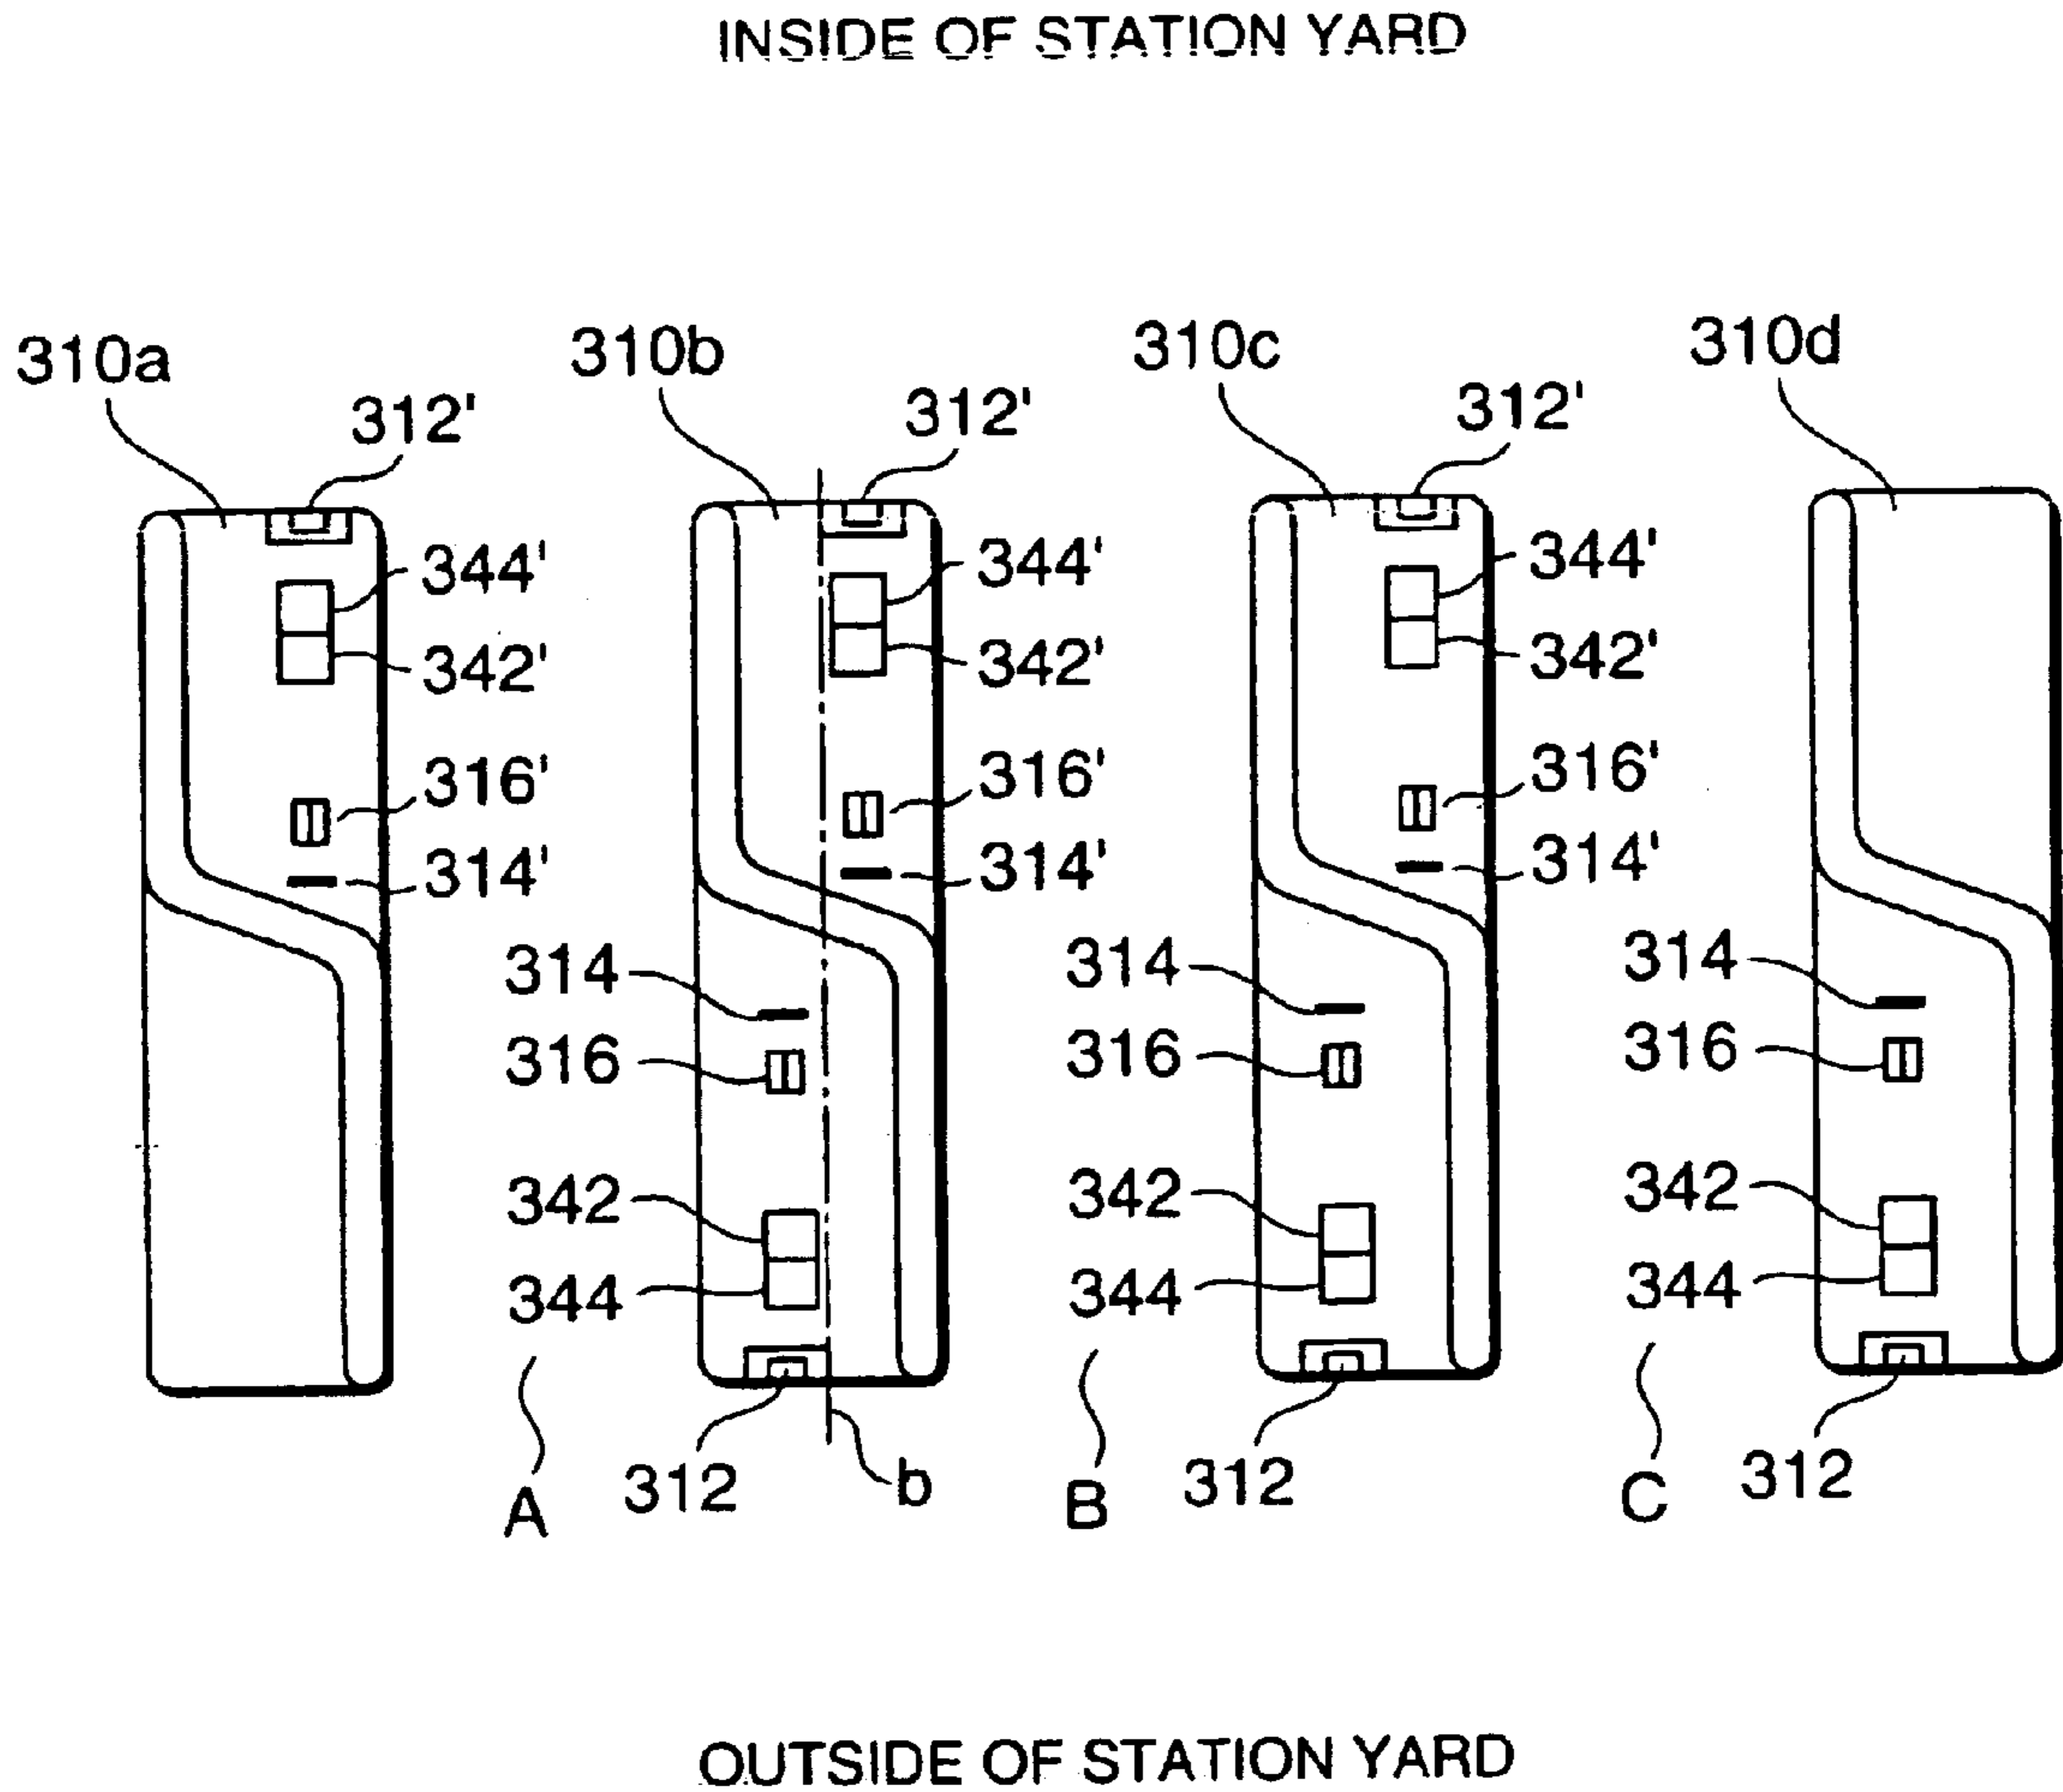 INSIDE OF STATION YARD
310a 310b 310c 310d
312' 312' 312'
344' 344' 344'
342' 342' 342'
316' 316' 316'
314' 314' 314'
314 314 314
316 316 316
342 342 342
344 344 344
A 312 b B 312 C 312
OUTSIDE OF STATION YARD